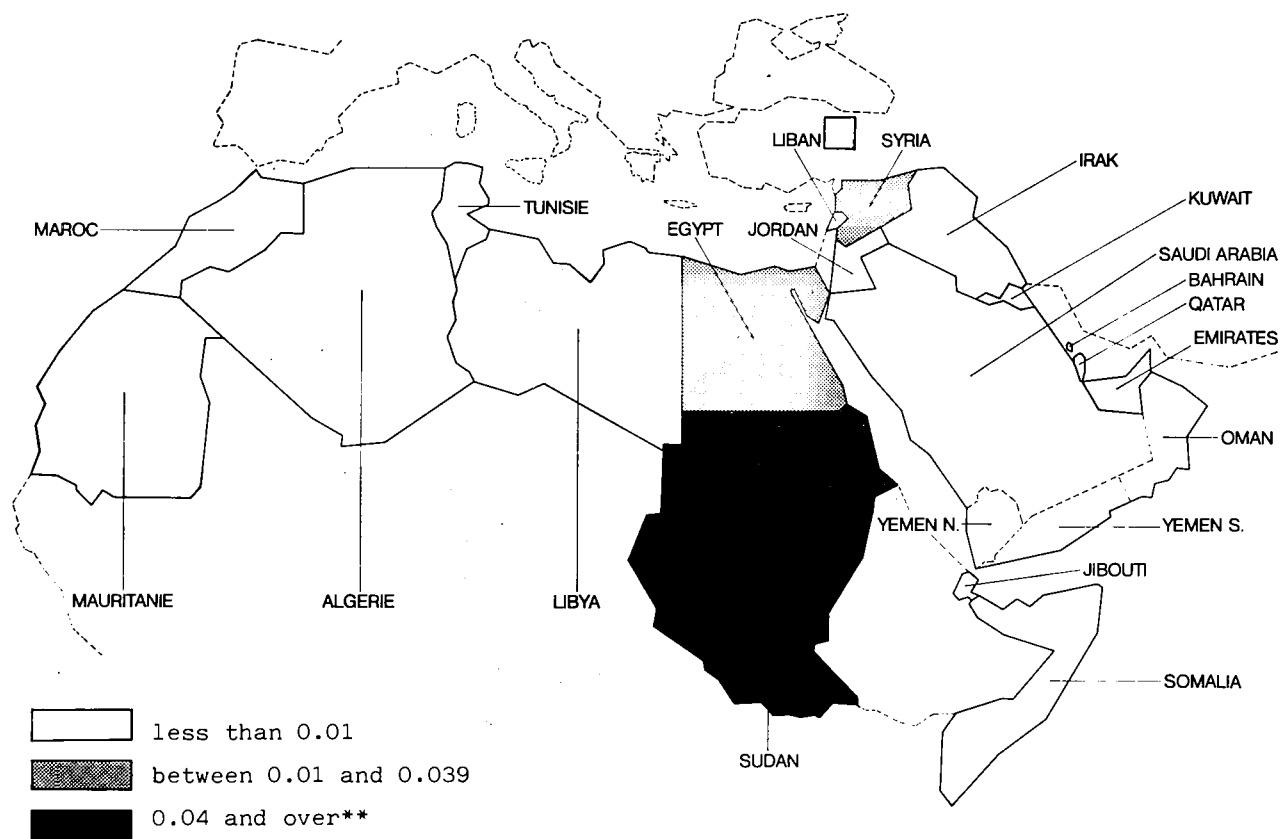 LIBAN
SYRIA
IRAK
KUWAIT
MAROC
TUNISIE
EGYPT
JORDAN
SAUDI ARABIA
BAHRAIN
QATAR
EMIRATES
OMAN
YEMEN N.
YEMEN S.
JIBOUTI
MAURITANIE
ALGERIE
LIBYA
SOMALIA
SUDAN
less than 0.01
between 0.01 and 0.039
0.04 and over**